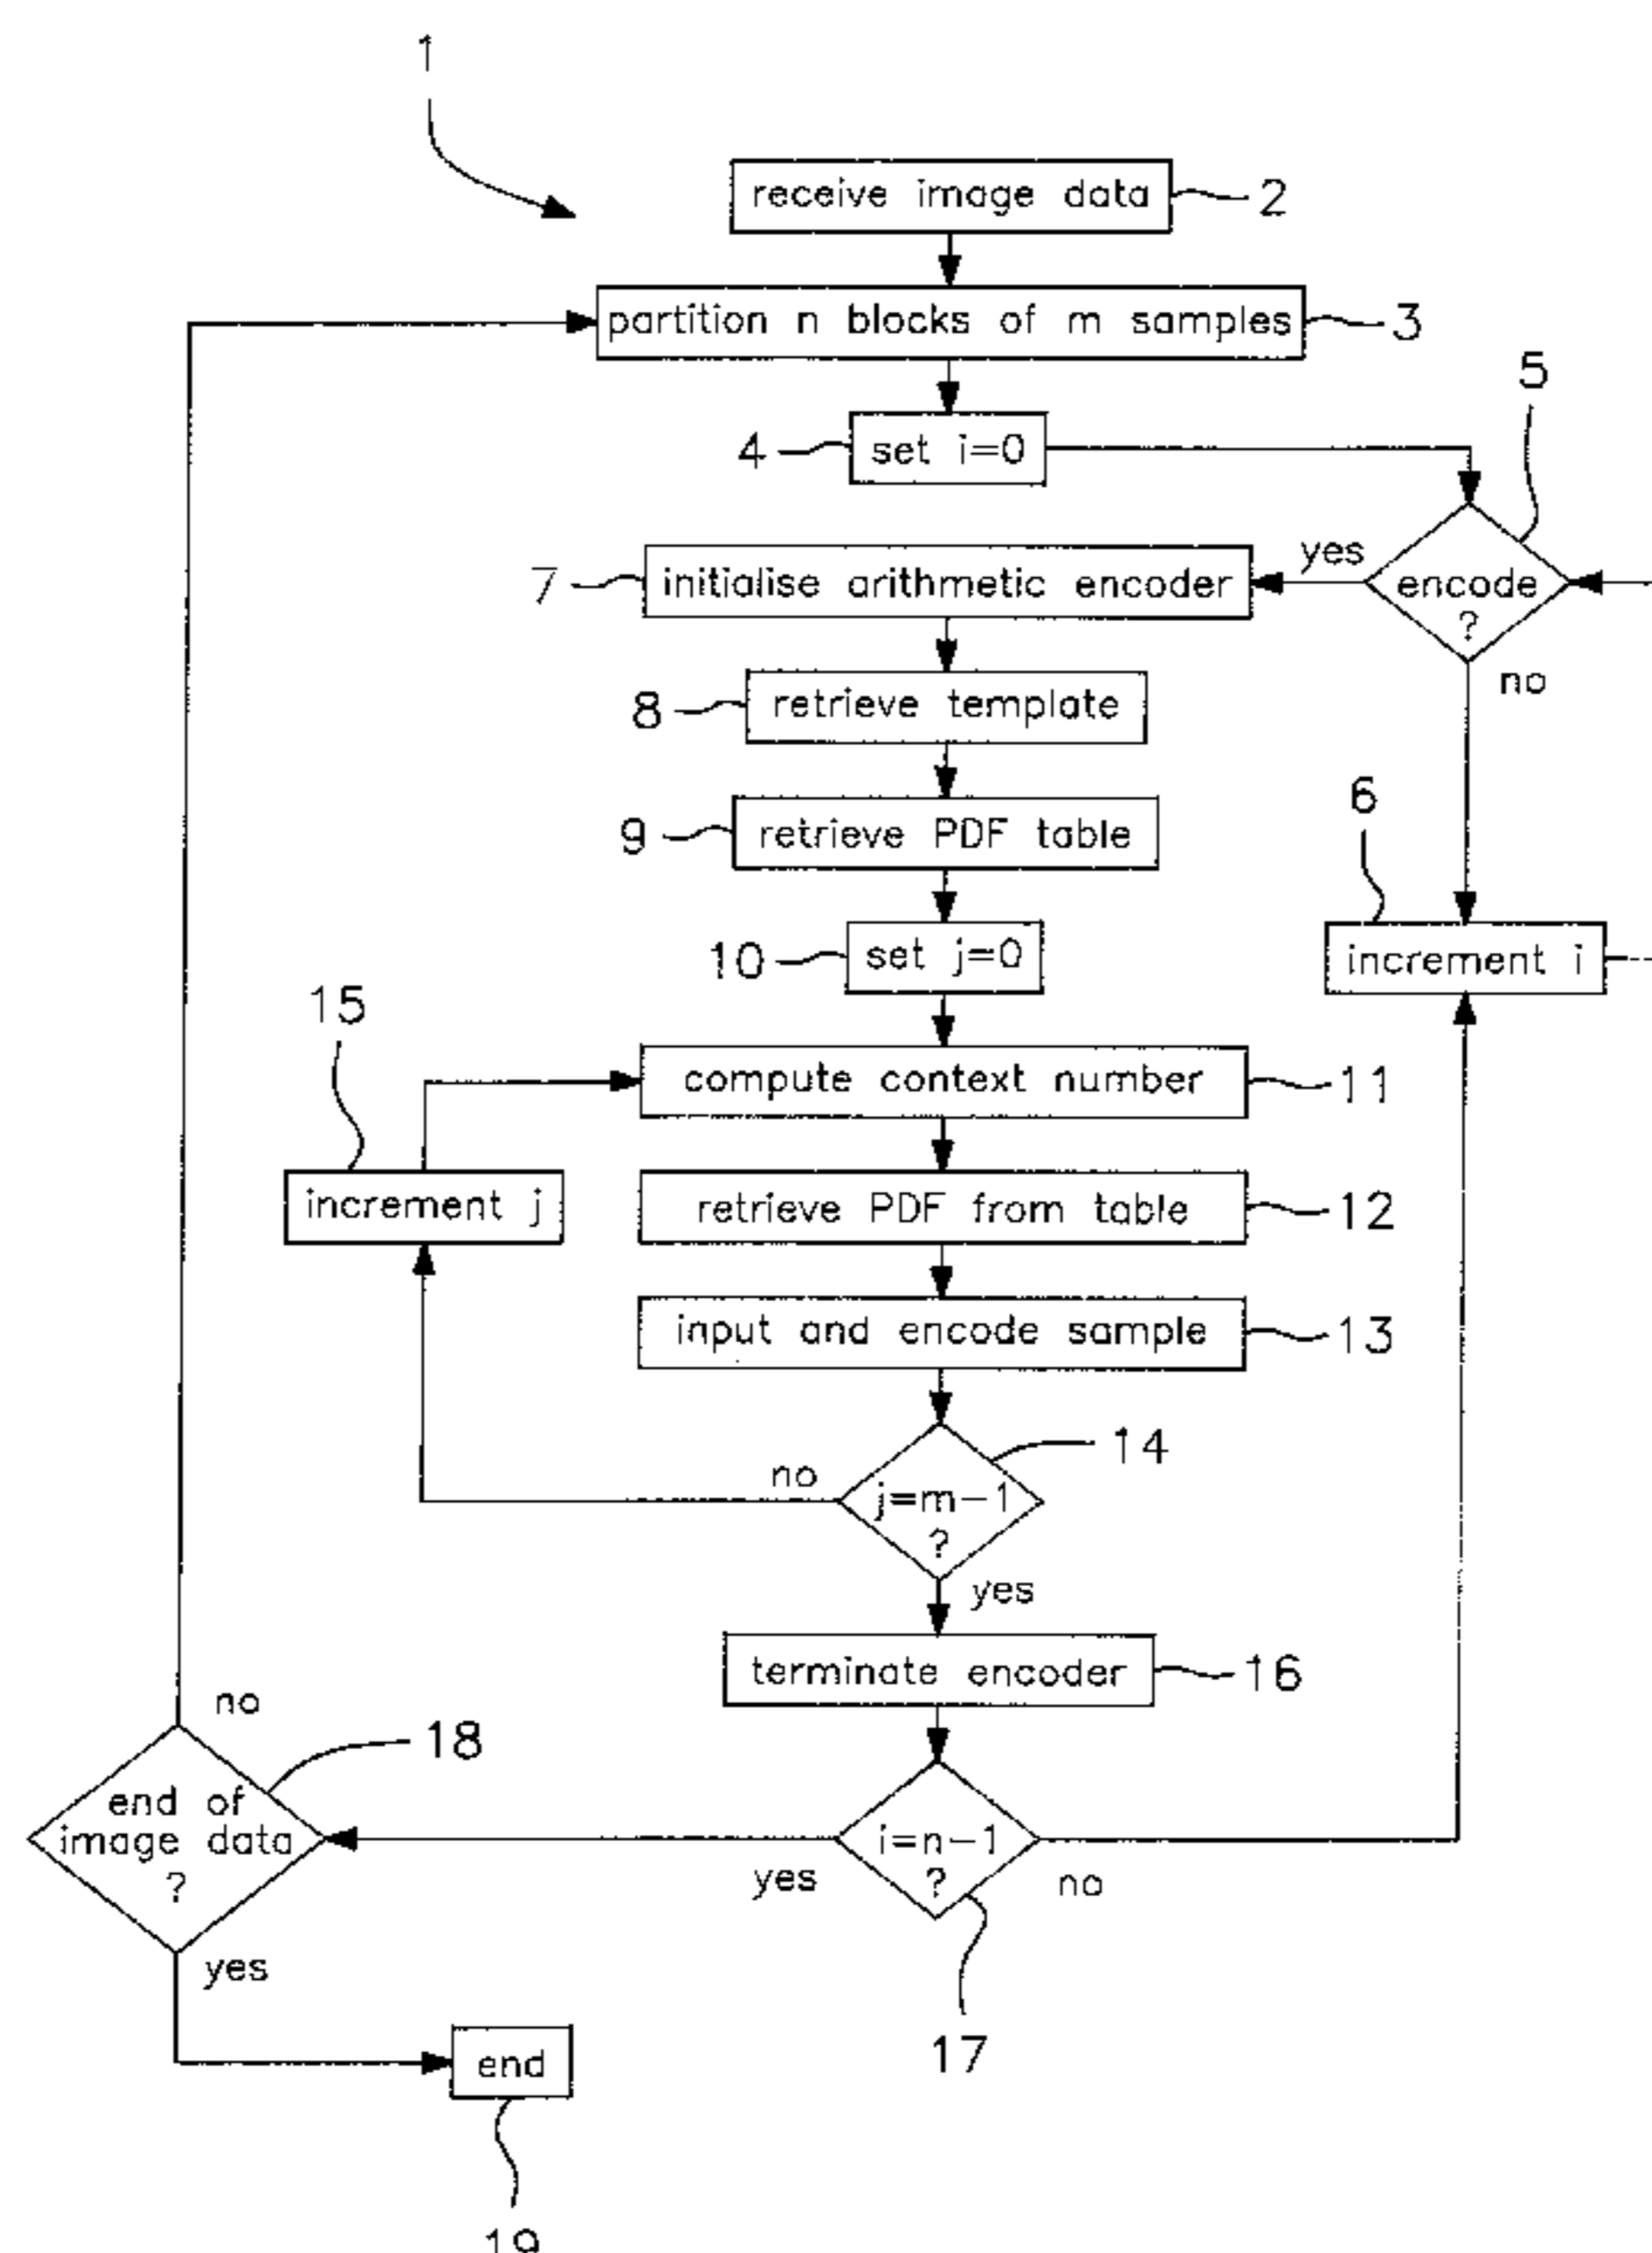 1
receive image data
2
partition n blocks of m samples
3
4
set i=0
5
7
initialise arithmetic encoder
yes
encode
?
no
8
retrieve template
9
retrieve PDF table
6
increment i
10
set j=0
15
compute context number
11
increment j
retrieve PDF from table
12
input and encode sample
13
14
no
j=m-1
?
yes
terminate encoder
16
no
18
end of
image data
?
yes
i=n-1
?
no
yes
17
end
19